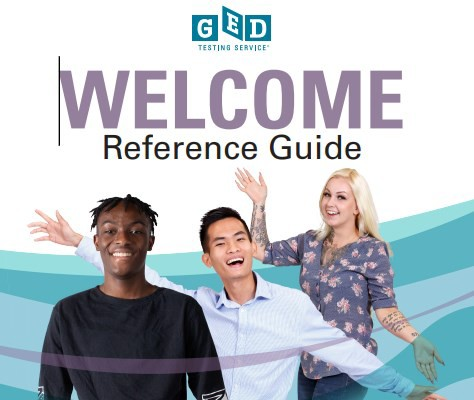 GED
TESTING SERVICE®
WELCOME
Reference Guide